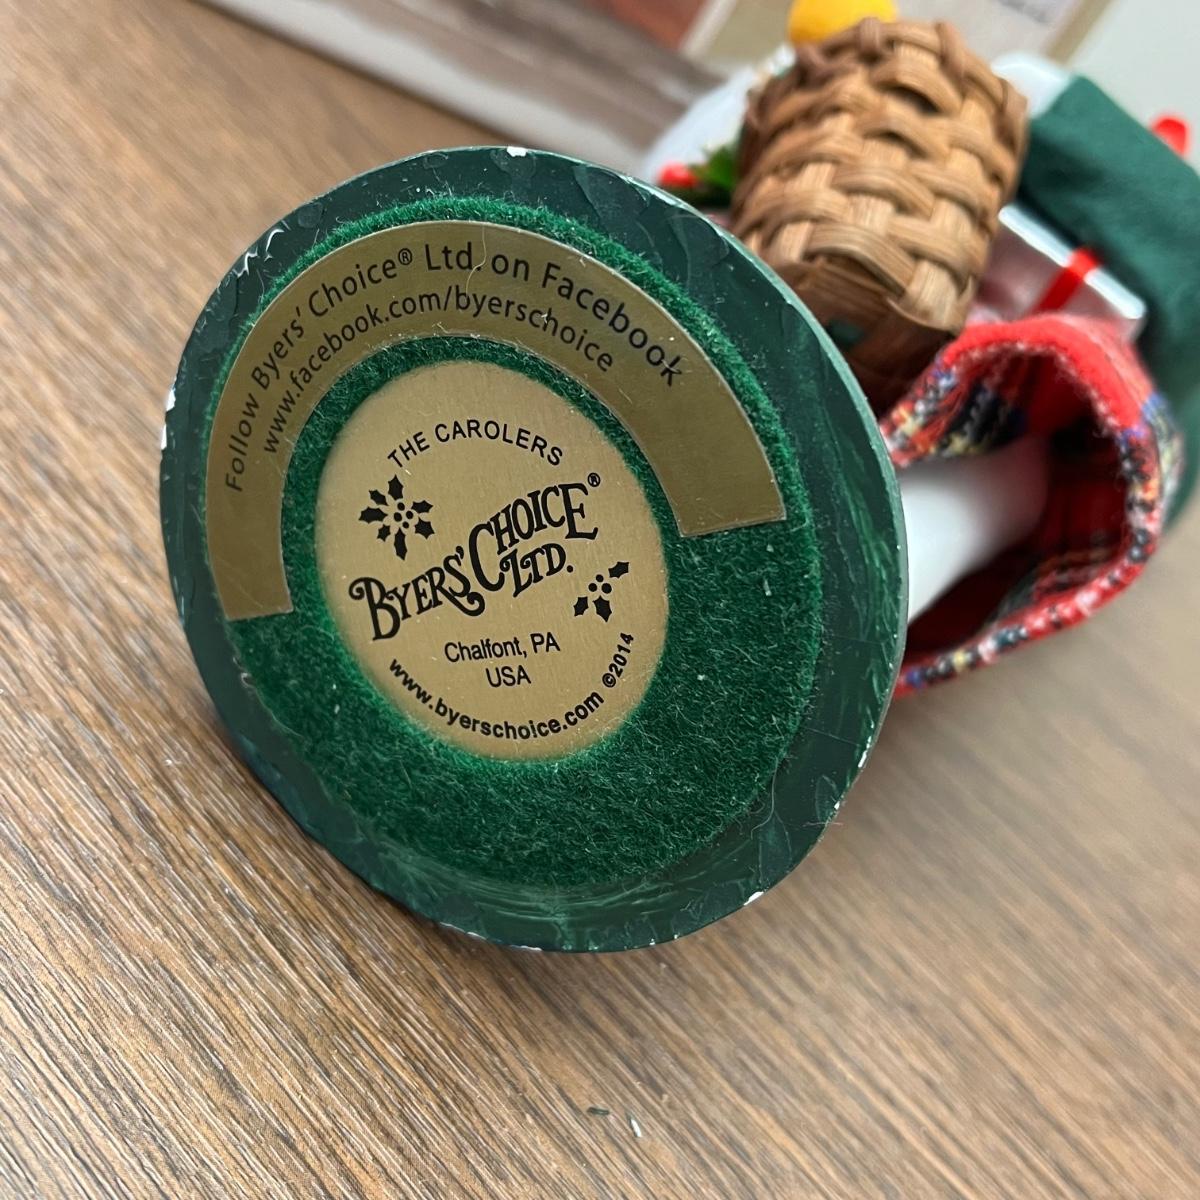 Follow Byers' Choice® Ltd. on Facebook
www.facebook.com/byerschoice
THE CAROLERS
BYERS' CHOICE®
LTD.
Chalfont, PA
USA
www.byerschoice.com ©2014